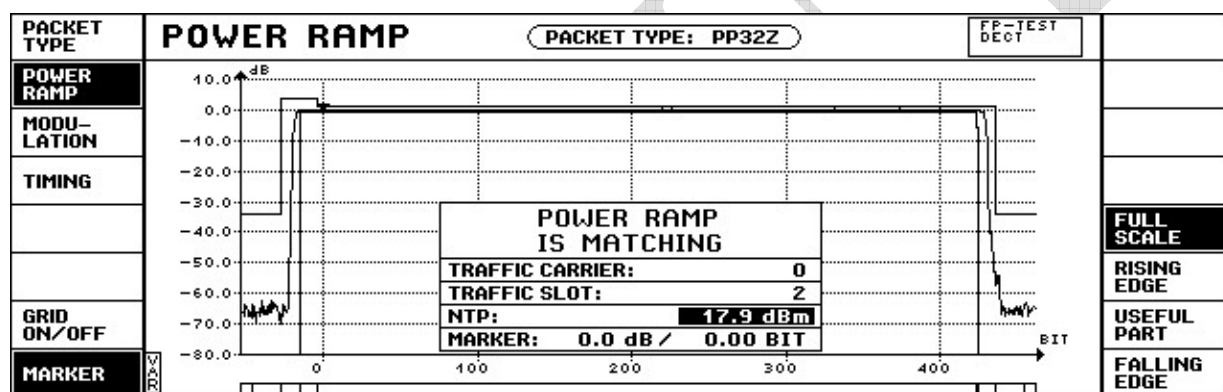 PACKET
TYPE
POWER RAMP
PACKET TYPE: PP32Z
FP-TEST
DECT
POWER
RAMP
MODU-
LATION
TIMING
GRID
ON/OFF
MARKER
dB
10.0
0.0
-10.0
-20.0
-30.0
-40.0
-50.0
-60.0
-70.0
-80.0
VAR
POWER RAMP
IS MATCHING
TRAFFIC CARRIER: 0
TRAFFIC SLOT: 2
NTP: 17.9 dBm
MARKER: 0.0 dB / 0.00 BIT
BIT
0 100 200 300 400
FULL
SCALE
RISING
EDGE
USEFUL
PART
FALLING
EDGE